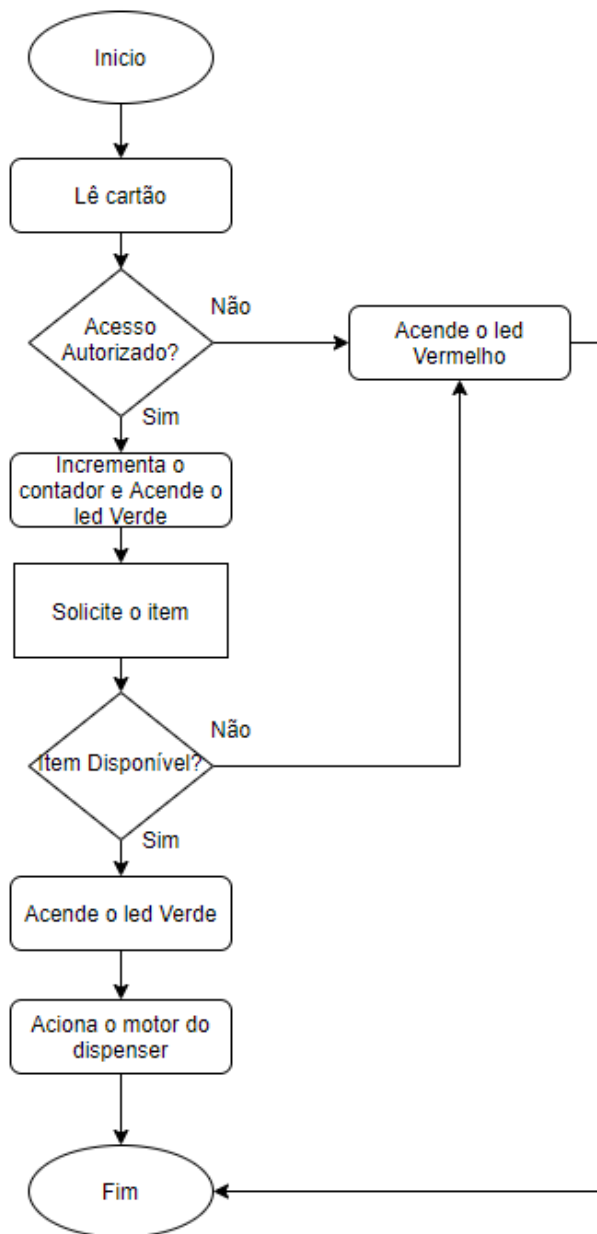 Inicio
Lê cartão
Acesso
Autorizado?
Não
Acende o led
Vermelho
Sim
Incrementa o
contador e Acende o
led Verde
Solicite o item
Item Disponível?
Não
Sim
Acende o led Verde
Aciona o motor do
dispenser
Fim